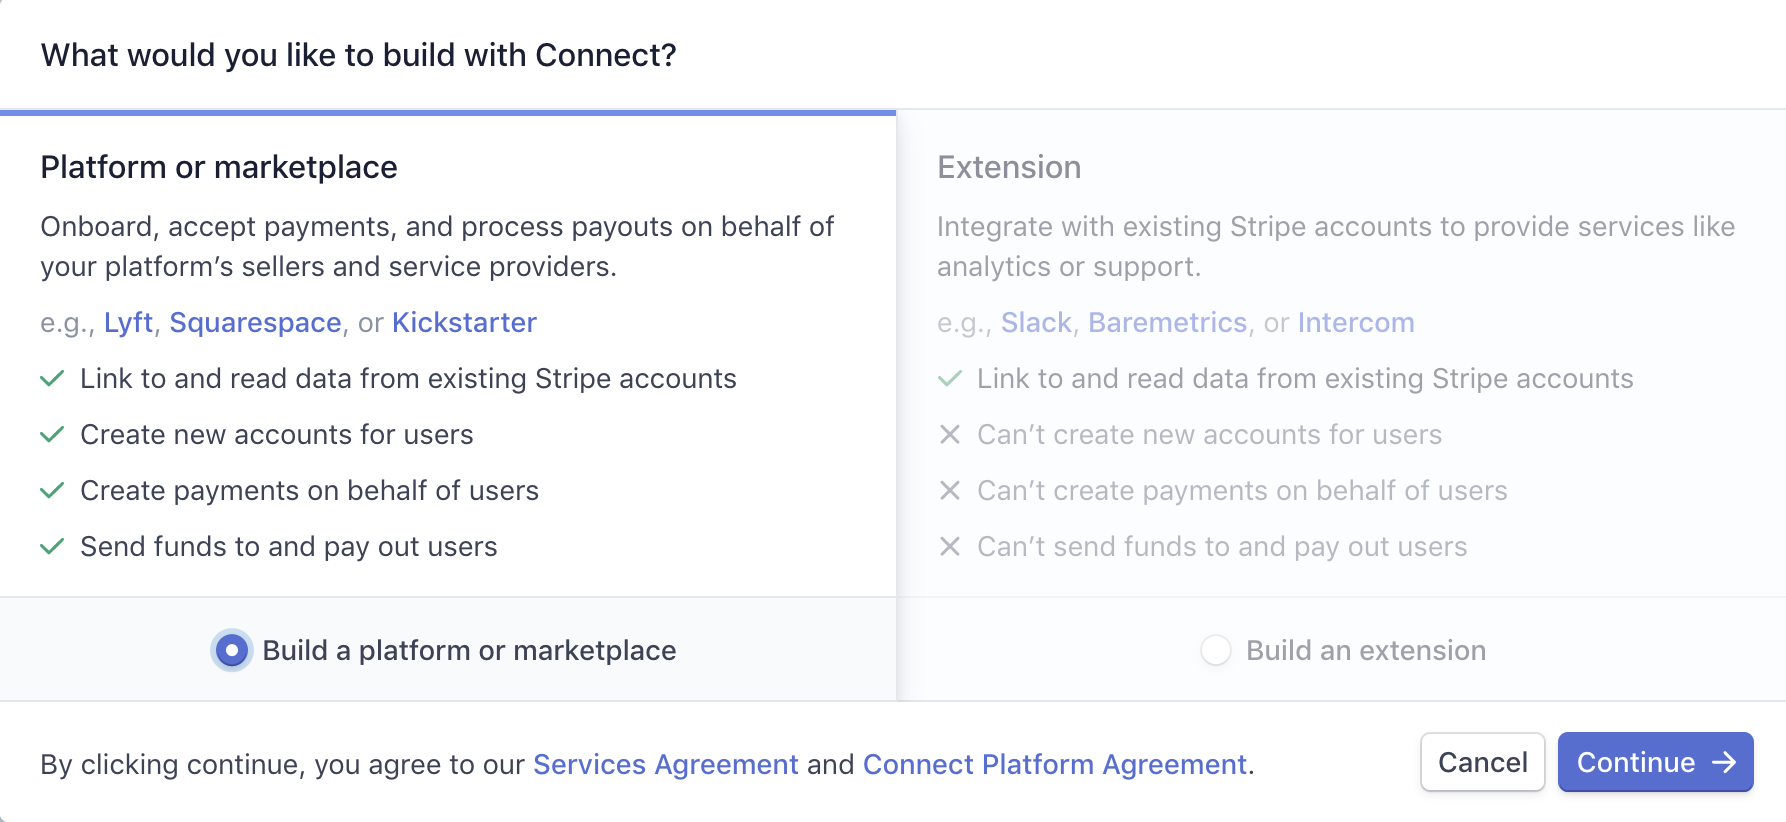 What would you like to build with Connect?
Platform or marketplace
Onboard, accept payments, and process payouts on behalf of
your platform’s sellers and service providers.
e.g., Lyft, Squarespace, or Kickstarter
Link to and read data from existing Stripe accounts
Create new accounts for users
Create payments on behalf of users
Send funds to and pay out users
Build a platform or marketplace
Extension
Integrate with existing Stripe accounts to provide services like
analytics or support.
e.g., Slack, Baremetrics, or Intercom
Link to and read data from existing Stripe accounts
Can’t create new accounts for users
Can’t create payments on behalf of users
Can’t send funds to and pay out users
Build an extension
By clicking continue, you agree to our Services Agreement and Connect Platform Agreement.
Cancel
Continue →